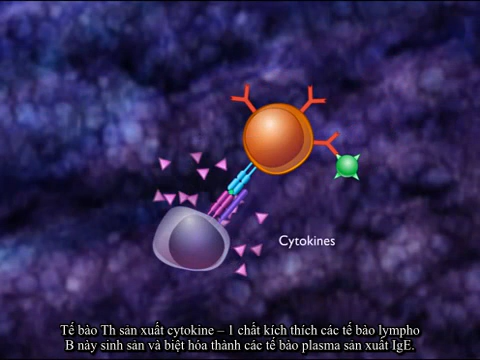 Cytokines
Tế bào Th sản xuất cytokine – 1 chất kích thích các tế bào lympho
B này sinh sản và biệt hóa thành các tế bào plasma sản xuất IgE.